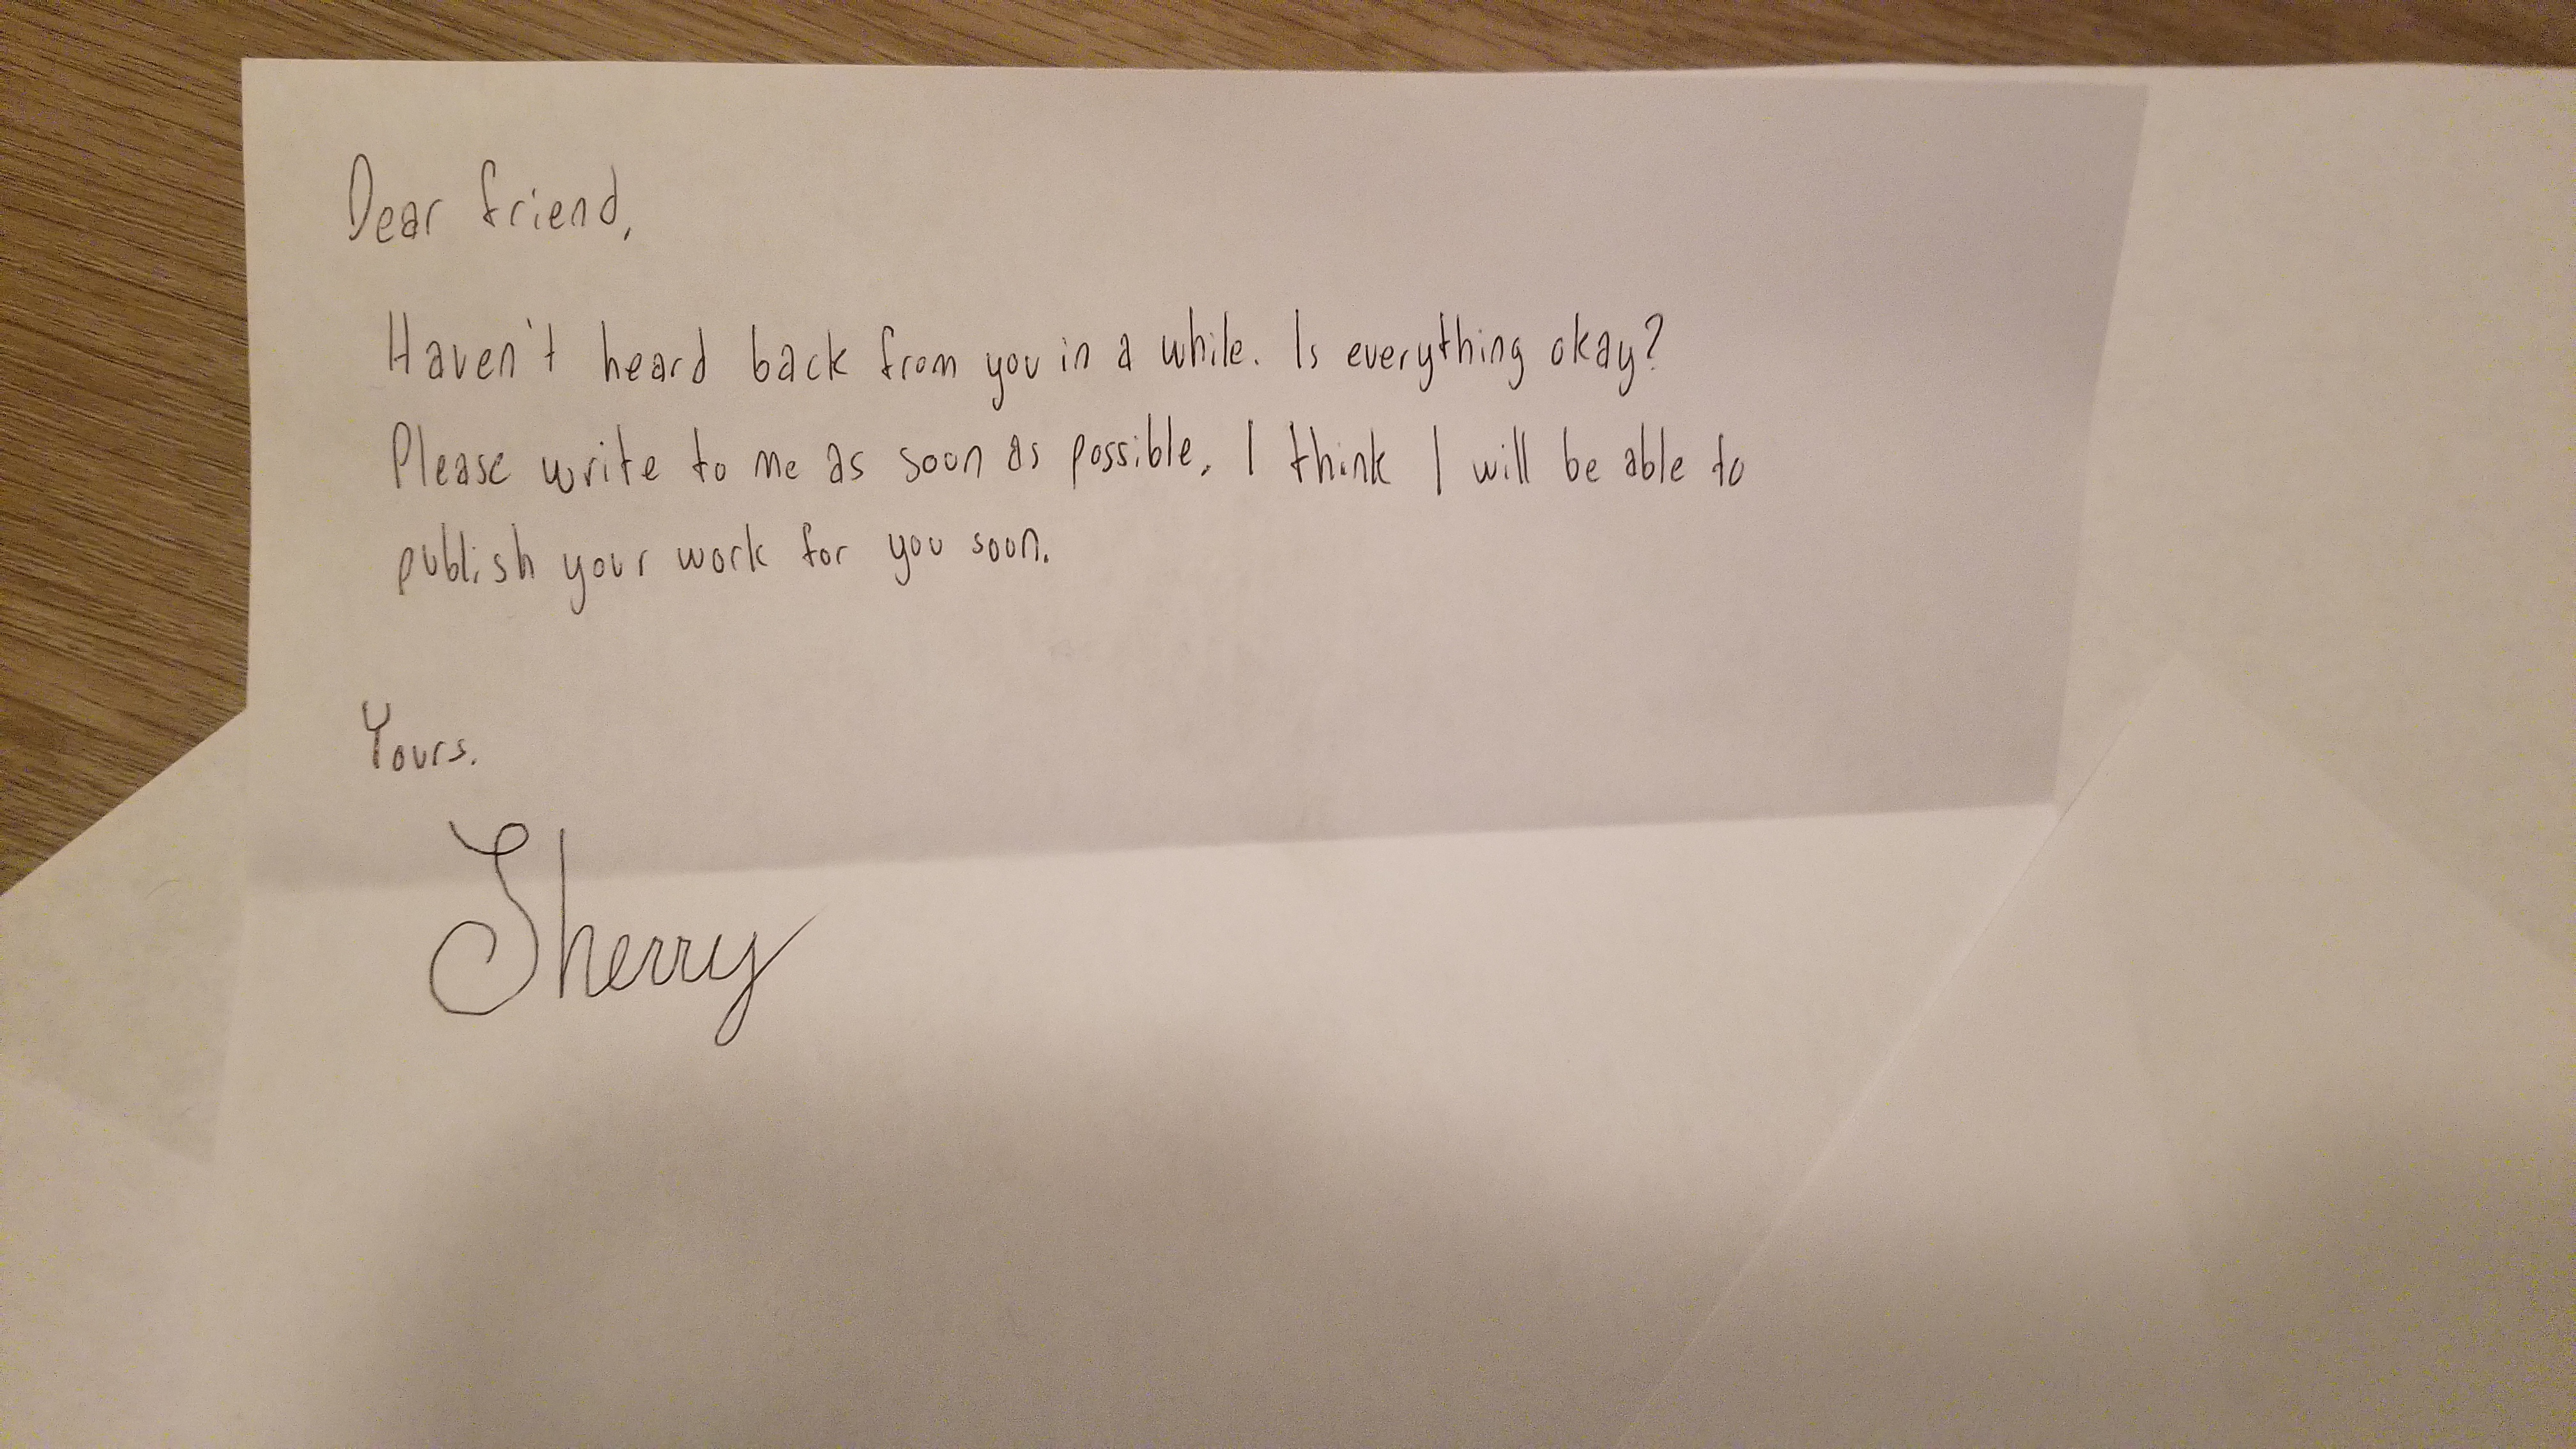 Dear friend,
Haven't heard back from you in a while. Is everything okay?
Please write to me as soon as possible. I think I will be able to
publish your work for you soon.
Yours.
Sherry